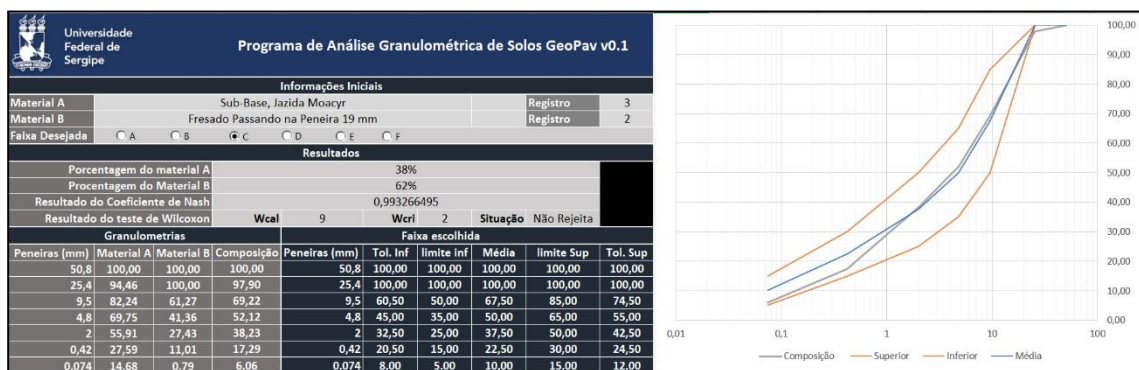 Universidade
Federal de
Sergipe
Programa de Análise Granulométrica de Solos GeoPav v0.1
Informações Iniciais
Material A Sub-Base, Jazida Moacyr Registro 3
Material B Fresado Passando na Peneira 19 mm Registro 2
Faixa Desejada A B C D E F
Resultados
Porcentagem do material A 38%
Procentagem do Material B 62%
Resultado do Coeficiente de Nash 0,993266495
Resultado do teste de Wilcoxon Wcal 9 Wcri 2 Situação Não Rejeita
Granulometrias Faixa escolhida
Peneiras (mm) Material A Material B Composição Peneiras (mm) Tol. Inf limite inf Média limite Sup Tol. Sup
50,8 100,00 100,00 100,00 50,8 100,00 100,00 100,00 100,00 100,00
25,4 94,46 100,00 97,90 25,4 100,00 100,00 100,00 100,00 100,00
9,5 82,24 61,27 69,22 9,5 60,50 50,00 67,50 85,00 74,50
4,8 69,75 41,36 52,12 4,8 45,00 35,00 50,00 65,00 55,00
2 55,91 27,43 38,23 2 32,50 25,00 37,50 50,00 42,50
0,42 27,59 11,01 17,29 0,42 20,50 15,00 22,50 30,00 24,50
0,074 14,68 0,79 6,06 0,074 8,00 5,00 10,00 15,00 12,00
100,00
90,00
80,00
70,00
60,00
50,00
40,00
30,00
20,00
10,00
0,00
0,01 0,1 1 10 100
Composição Superior Inferior Média